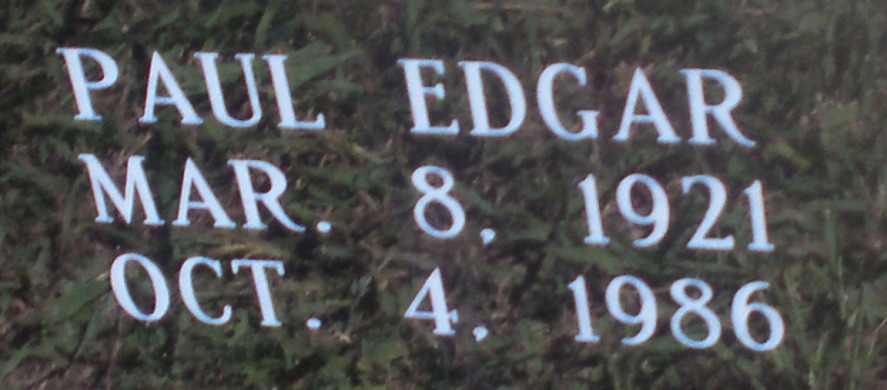 PAUL EDGAR
MAR. 8, 1921
OCT. 4, 1986